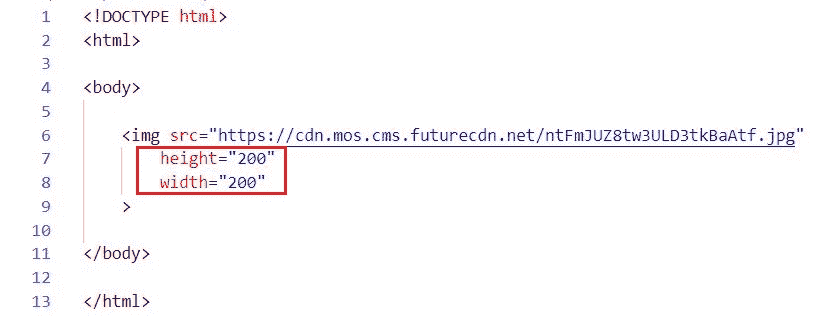 1 <!DOCTYPE html>
2 <html>
3
4 <body>
5
6 <img src="https://cdn.mos.cms.futurecdn.net/ntFmJUZ8tw3ULD3tkBaAtf.jpg"
7 height="200"
8 width="200"
9 >
10
11 </body>
12
13 </html>